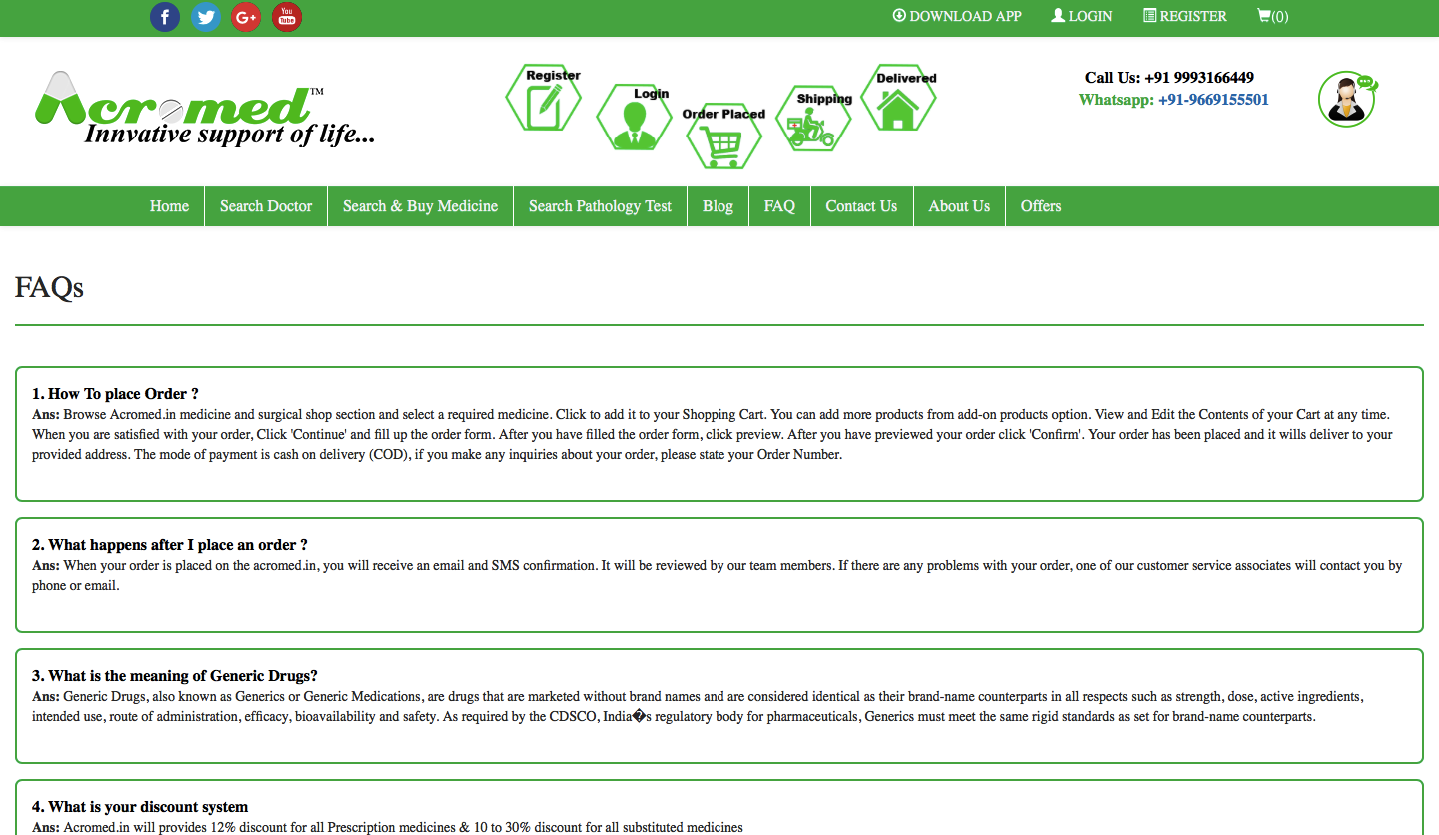 You Tube
G+
DOWNLOAD APP LOGIN REGISTER (0)
Acromed™
Innvative support of life...
Register
Login
Order Placed
Shipping
Delivered
Call Us: +91 9993166449
Whatsapp: +91-9669155501
Home Search Doctor Search & Buy Medicine Search Pathology Test Blog FAQ Contact Us About Us Offers
FAQs
1. How To place Order ?
Ans: Browse Acromed.in medicine and surgical shop section and select a required medicine. Click to add it to your Shopping Cart. You can add more products from add-on products option. View and Edit the Contents of your Cart at any time.
When you are satisfied with your order, Click 'Continue' and fill up the order form. After you have filled the order form, click preview. After you have previewed your order click 'Confirm'. Your order has been placed and it wills deliver to your
provided address. The mode of payment is cash on delivery (COD), if you make any inquiries about your order, please state your Order Number.
2. What happens after I place an order ?
Ans: When your order is placed on the acromed.in, you will receive an email and SMS confirmation. It will be reviewed by our team members. If there are any problems with your order, one of our customer service associates will contact you by
phone or email.
3. What is the meaning of Generic Drugs?
Ans: Generic Drugs, also known as Generics or Generic Medications, are drugs that are marketed without brand names and are considered identical as their brand-name counterparts in all respects such as strength, dose, active ingredients,
intended use, route of administration, efficacy, bioavailability and safety. As required by the CDSCO, India�s regulatory body for pharmaceuticals, Generics must meet the same rigid standards as set for brand-name counterparts.
4. What is your discount system
Ans: Acromed.in will provides 12% discount for all Prescription medicines & 10 to 30% discount for all substituted medicines